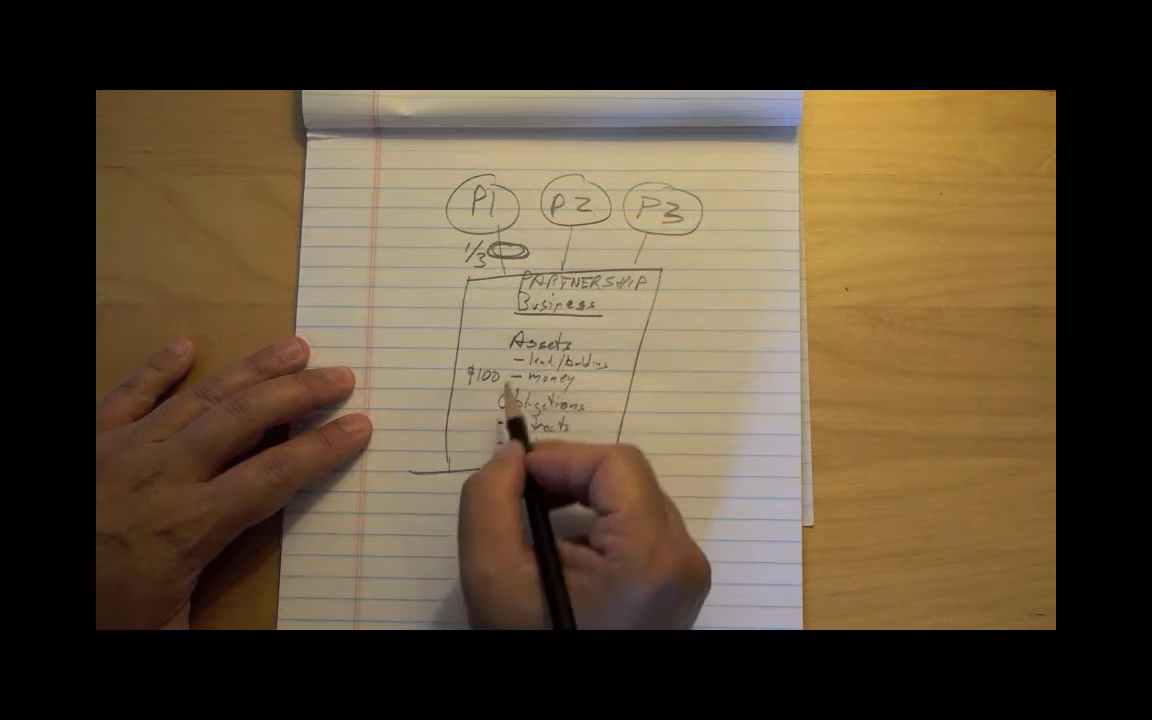 P1 P2 P3
1/3
PARTNERSHIP
Business
Assets
- land/building
$100 - money
Obligations